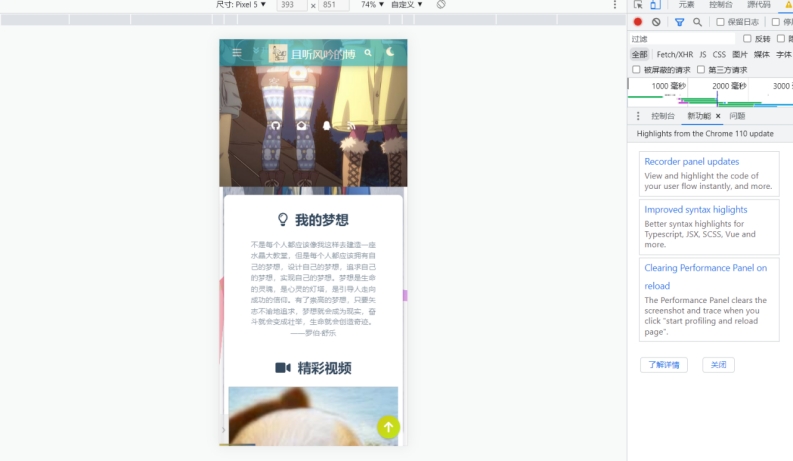 尺寸: Pixel 5 ▼ 393 × 851 74% ▼ 自定义 ▼
元素 控制台 源代码
保留日志
过滤
反转
全部 Fetch/XHR JS CSS 图片 媒体 字体
被屏蔽的请求 第三方请求
1000 毫秒 2000 毫秒 3000
控制台 新功能 × 问题
Highlights from the Chrome 110 update
Recorder panel updates
View and highlight the code of
your user flow instantly, and more.
Improved syntax higlights
Better syntax highlights for
Typescript, JSX, SCSS, Vue and
more.
Clearing Performance Panel on
reload
The Performance Panel clears the
screenshot and trace when you
click "start profiling and reload
page".
了解详情 关闭
且听风吟的博
我的梦想
不是每个人都应该像我这样去建造一座
水晶大教堂，但是每个人都应该拥有自
己的梦想，设计自己的梦想，追求自己
的梦想，实现自己的梦想。梦想是生命
的灵魂，是心灵的灯塔，是引导人走向
成功的信仰。有了崇高的梦想，只要矢
志不渝地追求，梦想就会成为现实，奋
斗就会变成壮举，生命就会创造奇迹。
——罗伯·舒乐
精彩视频